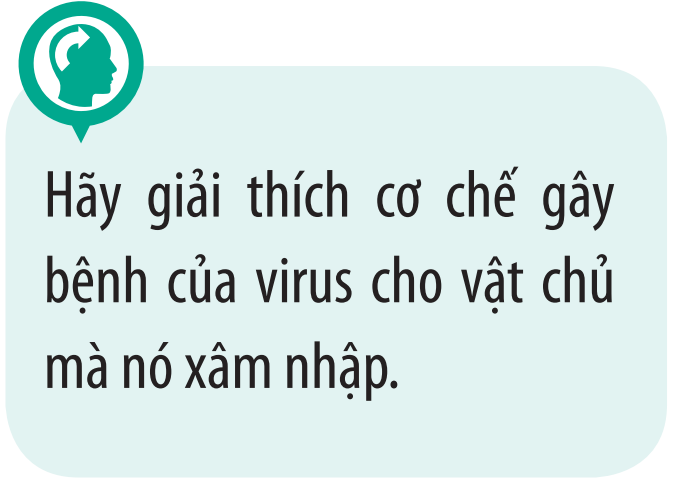 Hãy giải thích cơ chế gây
bệnh của virus cho vật chủ
mà nó xâm nhập.